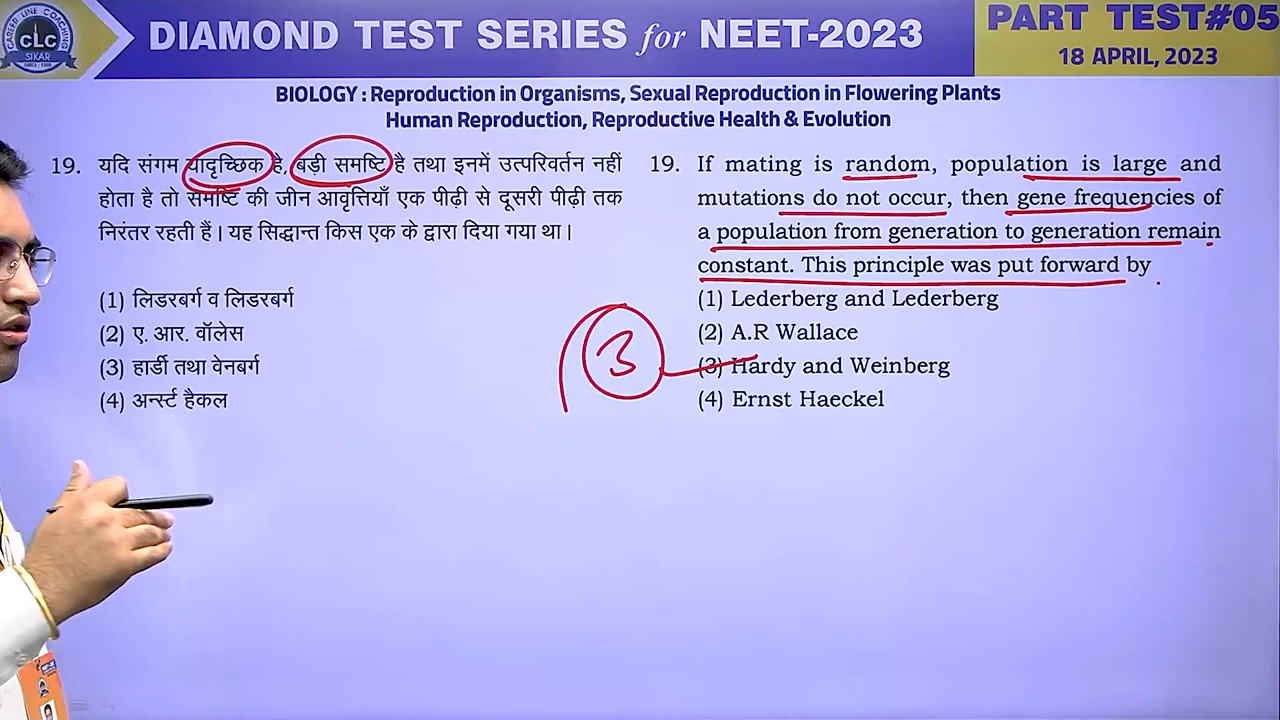 CAREER LINE COACHING
CLC
SIKAR
DIAMOND TEST SERIES for NEET-2023
PART TEST#05
18 APRIL, 2023
BIOLOGY : Reproduction in Organisms, Sexual Reproduction in Flowering Plants
Human Reproduction, Reproductive Health & Evolution
19. यदि संगम यादृच्छिक है, बड़ी समष्टि है तथा इनमें उत्परिवर्तन नहीं
होता है तो समष्टि की जीन आवृत्तियाँ एक पीढ़ी से दूसरी पीढ़ी तक
निरंतर रहती हैं। यह सिद्धान्त किस एक के द्वारा दिया गया था।
(1) लिडरबर्ग व लिडरबर्ग
(2) ए. आर. वॉलेस
(3) हार्डी तथा वेनबर्ग
(4) अर्न्स्ट हैकल
19. If mating is random, population is large and
mutations do not occur, then gene frequencies of
a population from generation to generation remain
constant. This principle was put forward by
(1) Lederberg and Lederberg
(2) A.R Wallace
(3) Hardy and Weinberg
(4) Ernst Haeckel
3